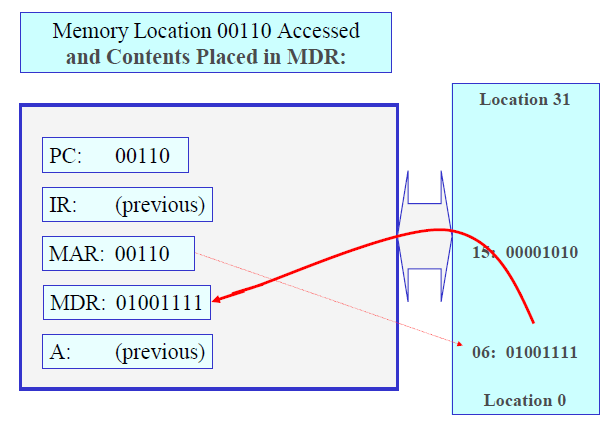 Memory Location 00110 Accessed
and Contents Placed in MDR:
Location 31
PC: 00110
IR: (previous)
MAR: 00110
15: 00001010
MDR: 01001111
A: (previous)
06: 01001111
Location 0